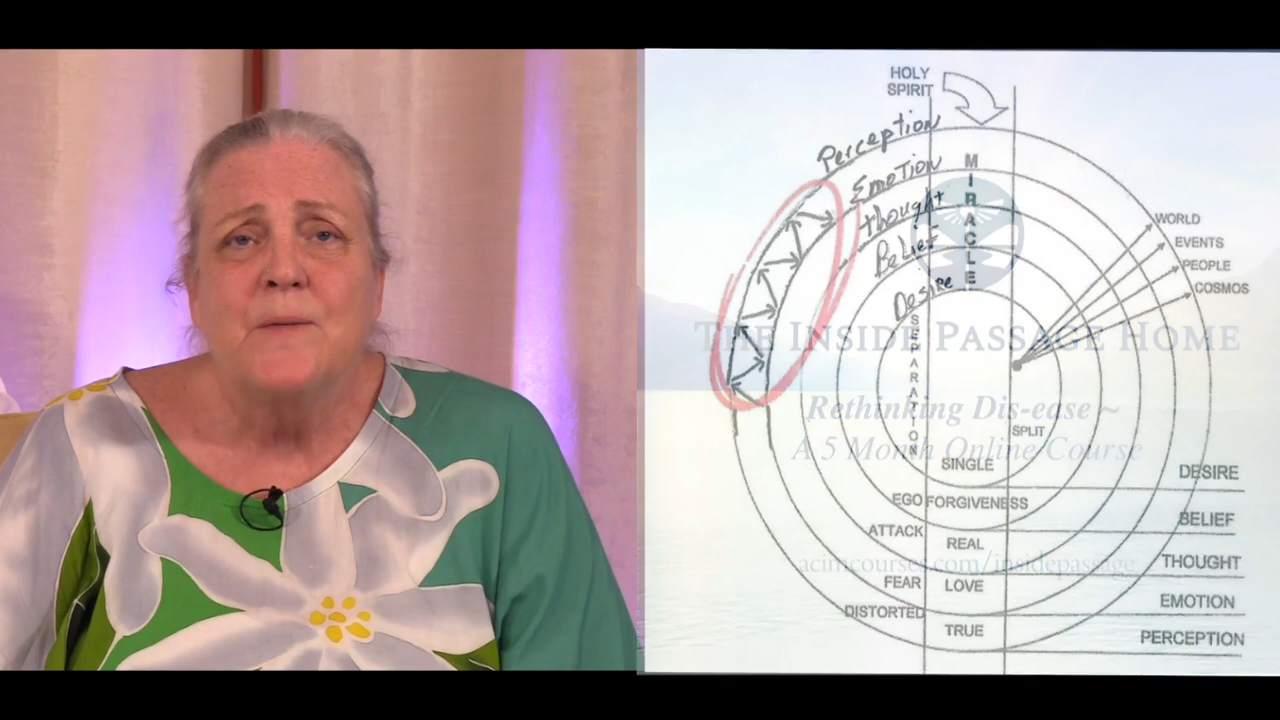 HOLY
SPIRIT
Perception
Emotion
thought
Belief
Desire
MIRACLE
SEPARATION
WORLD
EVENTS
PEOPLE
COSMOS
THE INSIDE PASSAGE HOME
Rethinking Dis-ease ~
A 5 Month Online Course
SPLIT
SINGLE
DESIRE
EGO FORGIVENESS
BELIEF
ATTACK
REAL
acimcourses.com/insidepassage
THOUGHT
FEAR
LOVE
EMOTION
DISTORTED
TRUE
PERCEPTION